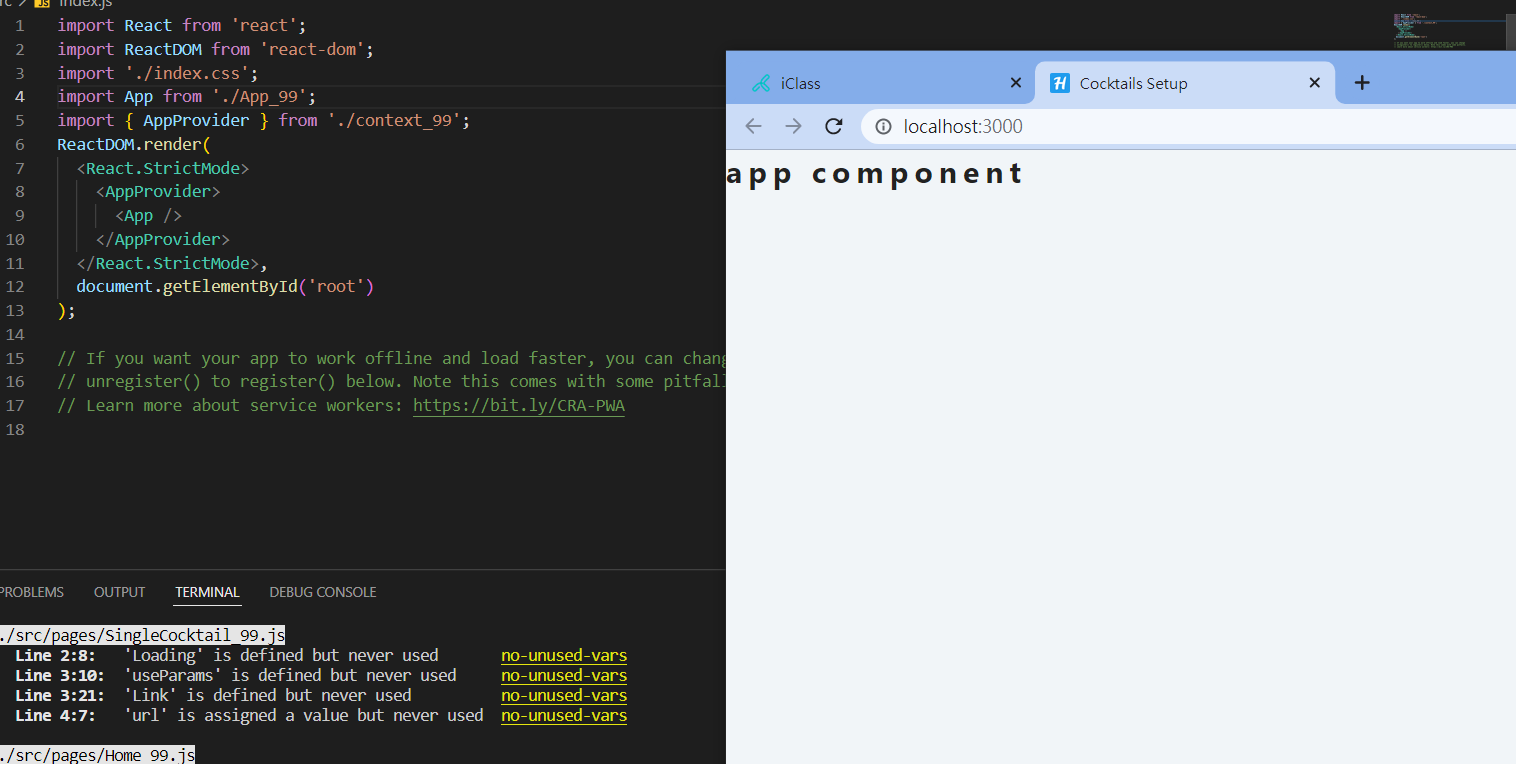 index.js
1 import React from 'react';
2 import ReactDOM from 'react-dom';
3 import './index.css';
4 import App from './App_99';
5 import { AppProvider } from './context_99';
6 ReactDOM.render(
7 <React.StrictMode>
8 <AppProvider>
9 <App />
10 </AppProvider>
11 </React.StrictMode>,
12 document.getElementById('root')
13 );
14
15 // If you want your app to work offline and load faster, you can chang
16 // unregister() to register() below. Note this comes with some pitfall
17 // Learn more about service workers: https://bit.ly/CRA-PWA
18
iClass
Cocktails Setup
localhost:3000
app component
PROBLEMS OUTPUT TERMINAL DEBUG CONSOLE
./src/pages/SingleCocktail_99.js
Line 2:8: 'Loading' is defined but never used no-unused-vars
Line 3:10: 'useParams' is defined but never used no-unused-vars
Line 3:21: 'Link' is defined but never used no-unused-vars
Line 4:7: 'url' is assigned a value but never used no-unused-vars
./src/pages/Home_99.js